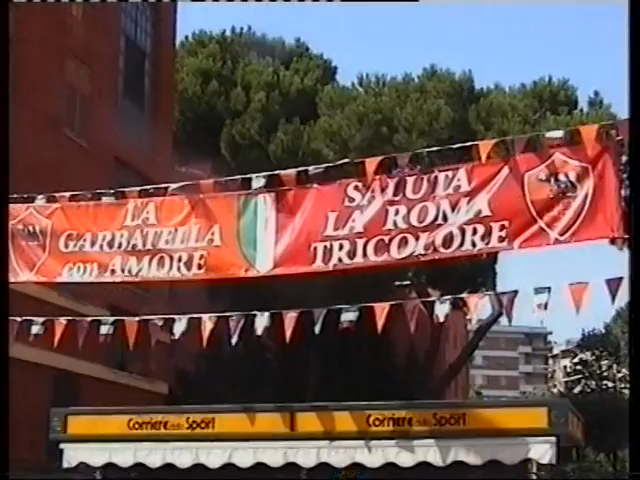 LA
GARBATELLA
con AMORE
SALUTA
LA ROMA
TRICOLORE
Corriere dello Sport
Corriere dello Sport